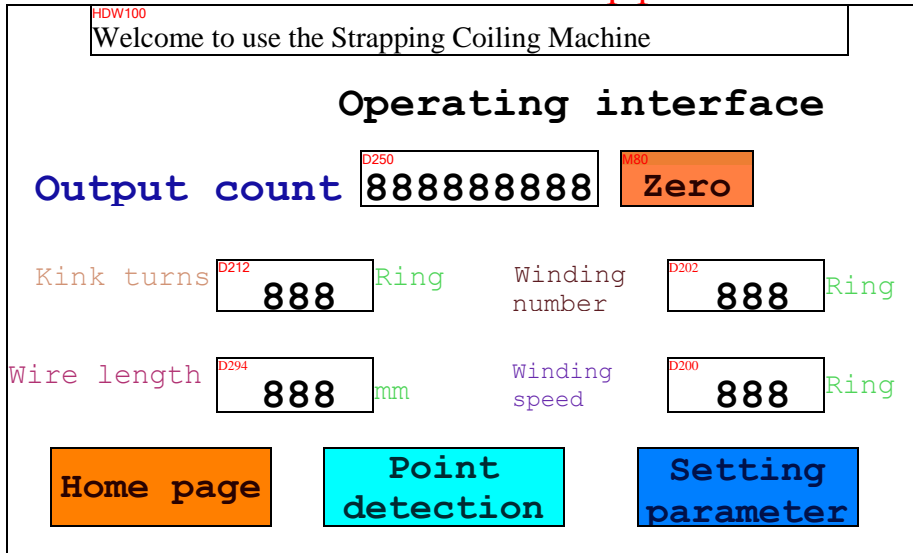 HDW100
Welcome to use the Strapping Coiling Machine
Operating interface
Output count
D250
888888888
M80
Zero
Kink turns
D212
888
Ring
Winding
number
D202
888
Ring
Wire length
D294
888
mm
Winding
speed
D200
888
Ring
Home page
Point
detection
Setting
parameter